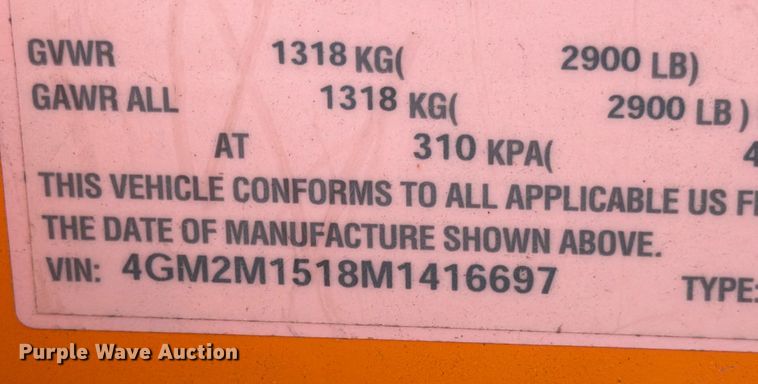 GVWR 1318 KG( 2900 LB)
GAWR ALL 1318 KG( 2900 LB )
AT 310 KPA( 4
THIS VEHICLE CONFORMS TO ALL APPLICABLE US
THE DATE OF MANUFACTURE SHOWN ABOVE.
VIN: 4GM2M1518M1416697 TYPE:
Purple Wave Auction